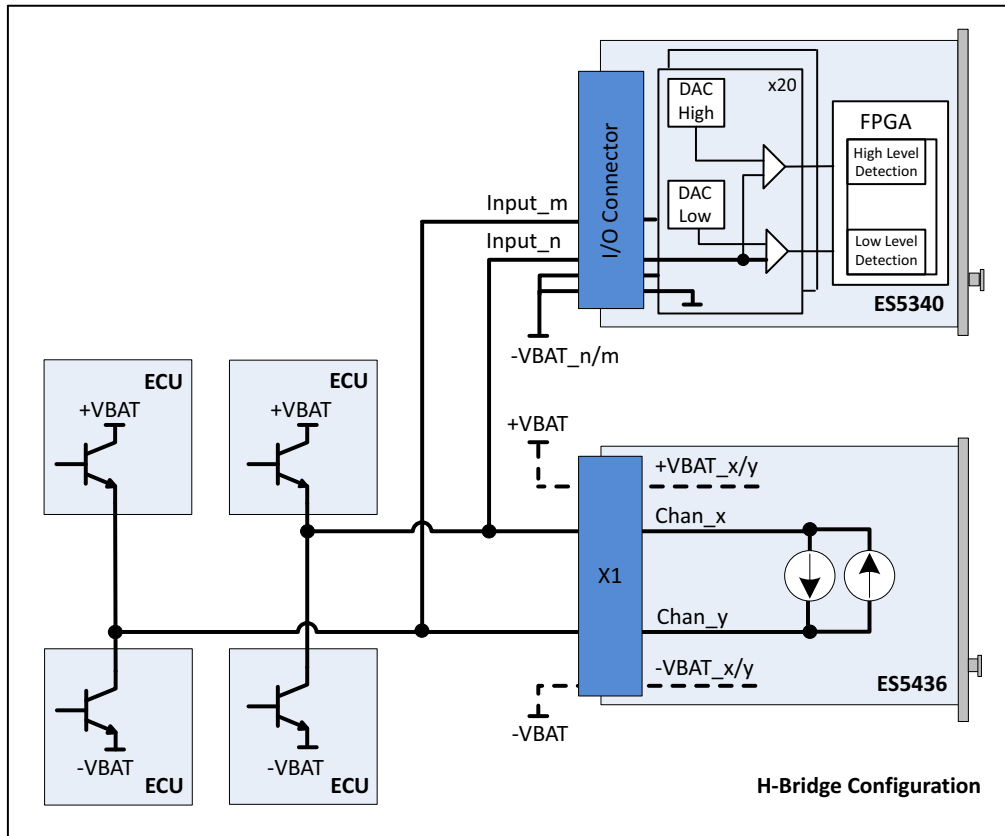 x20
DAC
High
FPGA
High Level
Detection
I/O Connector
Input_m
DAC
Low
Input_n
Low Level
Detection
ES5340
-VBAT_n/m
ECU
+VBAT
ECU
+VBAT
+VBAT
+VBAT_x/y
Chan_x
X1
Chan_y
-VBAT_x/y
ES5436
-VBAT
-VBAT
ECU
-VBAT
ECU
H-Bridge Configuration